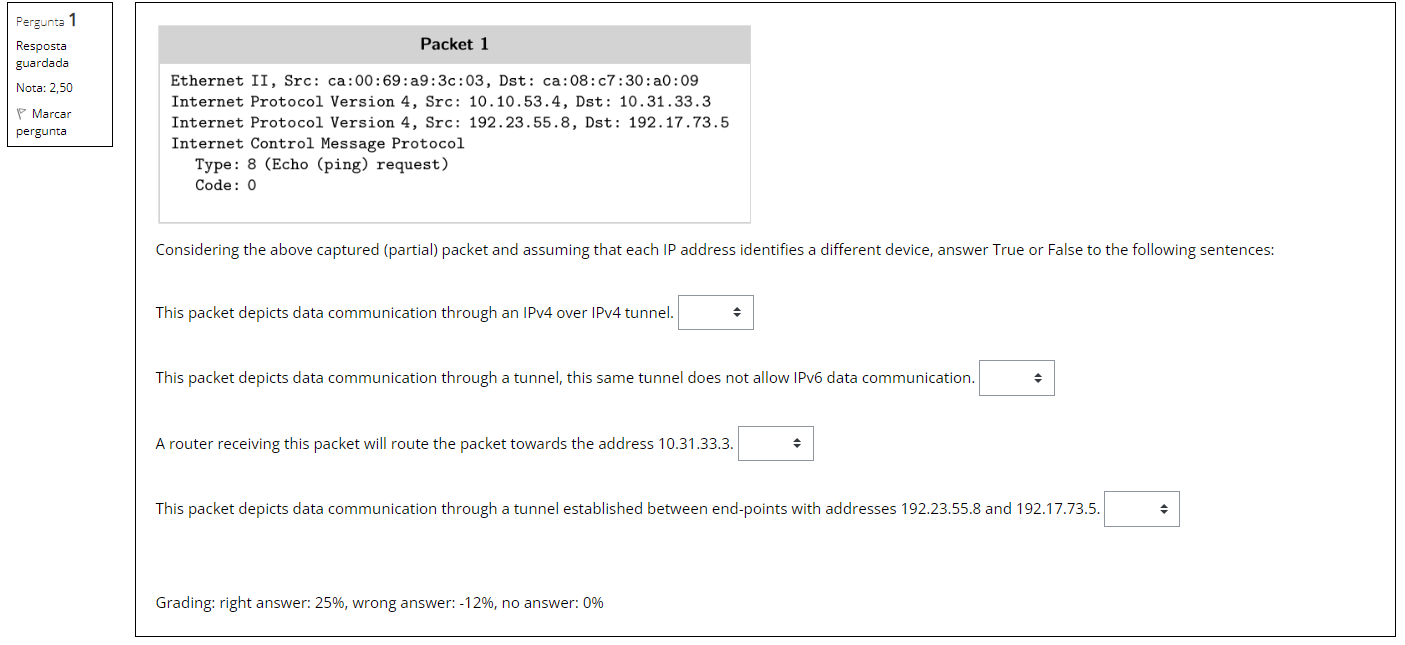 Pergunta 1
Resposta
guardada
Nota: 2,50
Marcar
pergunta
Packet 1
Ethernet II, Src: ca:00:69:a9:3c:03, Dst: ca:08:c7:30:a0:09
Internet Protocol Version 4, Src: 10.10.53.4, Dst: 10.31.33.3
Internet Protocol Version 4, Src: 192.23.55.8, Dst: 192.17.73.5
Internet Control Message Protocol
Type: 8 (Echo (ping) request)
Code: 0
Considering the above captured (partial) packet and assuming that each IP address identifies a different device, answer True or False to the following sentences:
This packet depicts data communication through an IPv4 over IPv4 tunnel.
This packet depicts data communication through a tunnel, this same tunnel does not allow IPv6 data communication.
A router receiving this packet will route the packet towards the address 10.31.33.3.
This packet depicts data communication through a tunnel established between end-points with addresses 192.23.55.8 and 192.17.73.5.
Grading: right answer: 25%, wrong answer: -12%, no answer: 0%